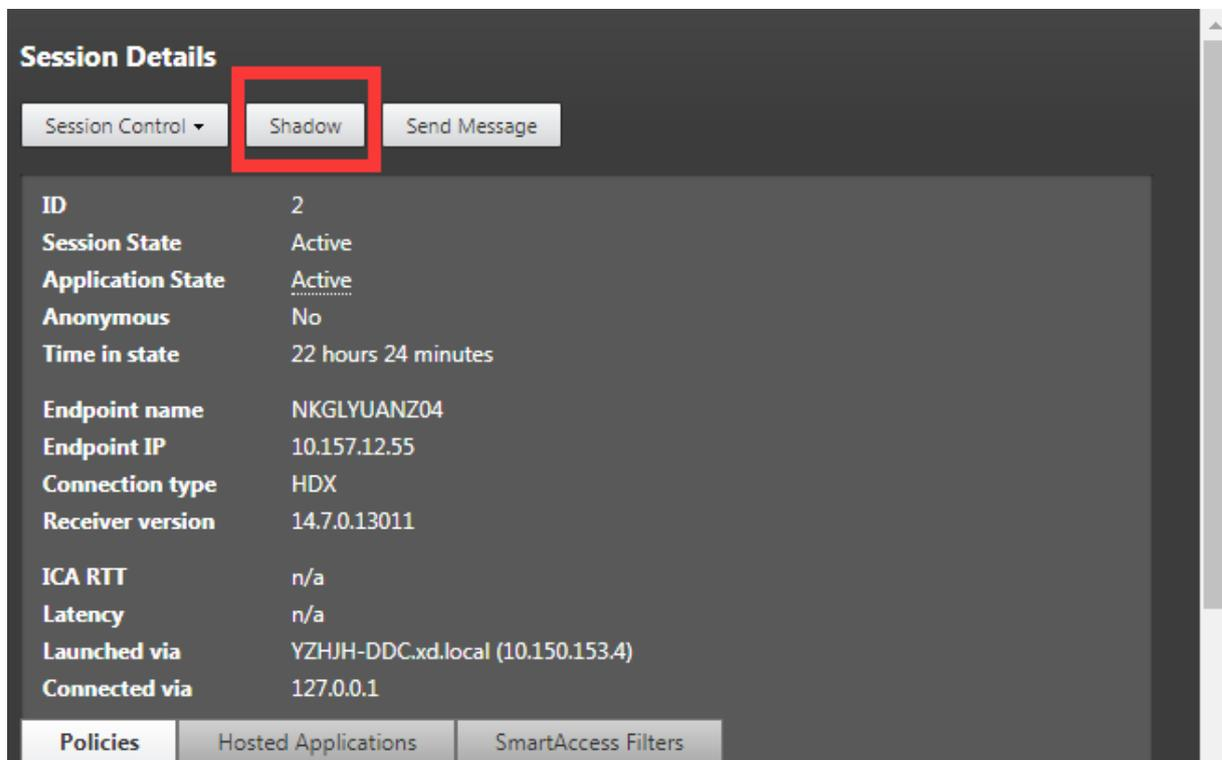 Session Details
Session Control Shadow Send Message
ID 2
Session State Active
Application State Active
Anonymous No
Time in state 22 hours 24 minutes
Endpoint name NKGLYUANZ04
Endpoint IP 10.157.12.55
Connection type HDX
Receiver version 14.7.0.13011
ICA RTT n/a
Latency n/a
Launched via YZHJH-DDC.xd.local (10.150.153.4)
Connected via 127.0.0.1
Policies Hosted Applications SmartAccess Filters